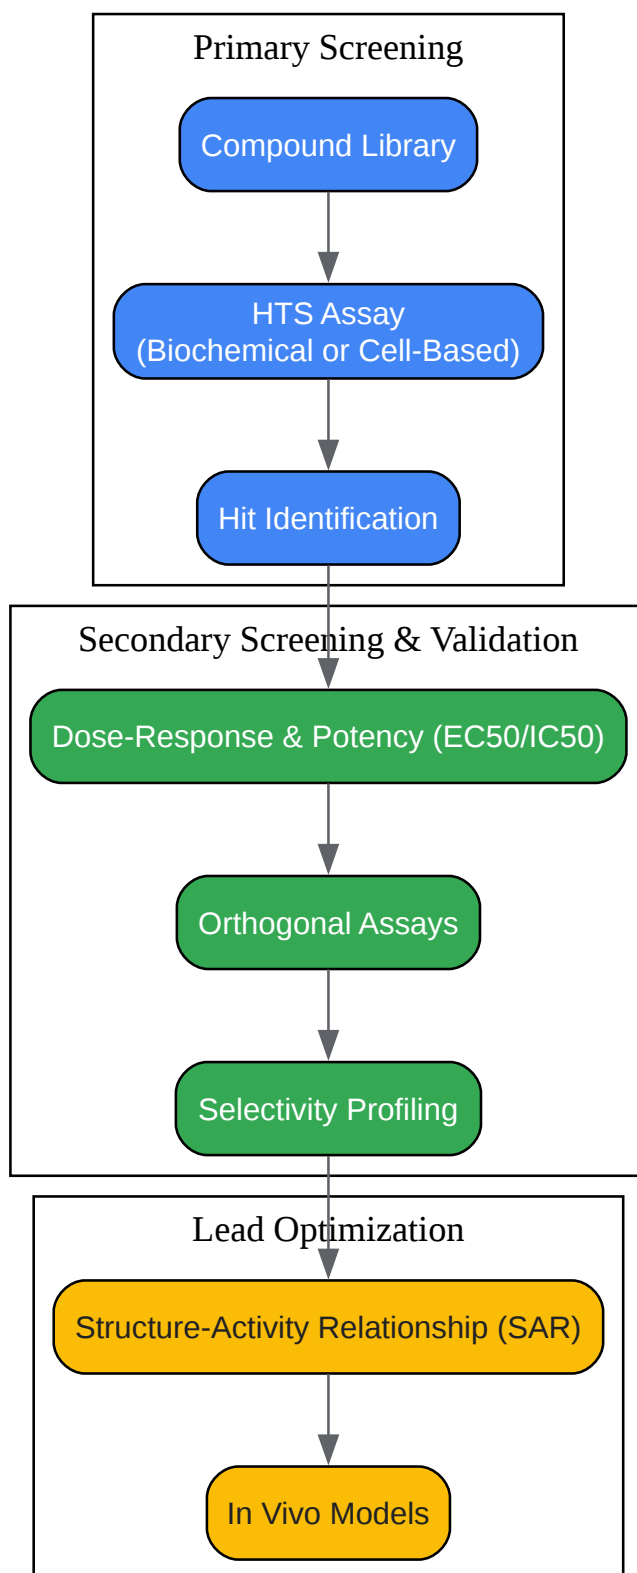 Primary Screening
Compound Library
HTS Assay
(Biochemical or Cell-Based)
Hit Identification
Secondary Screening & Validation
Dose-Response & Potency (EC50/IC50)
Orthogonal Assays
Selectivity Profiling
Lead Optimization
Structure-Activity Relationship (SAR)
In Vivo Models